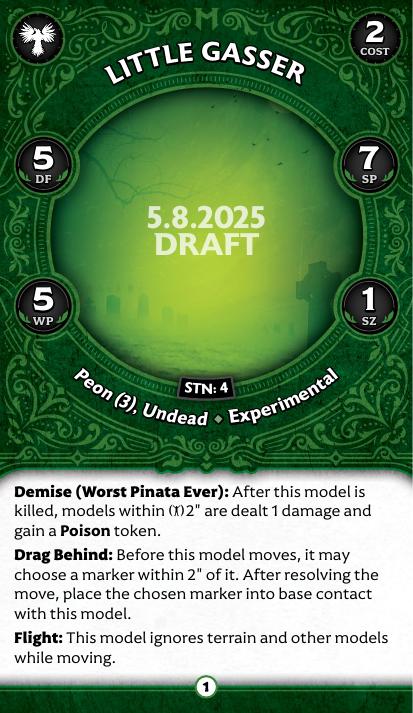 2
COST
LITTLE GASSER
5
DF
7
SP
5.8.2025
DRAFT
5
WP
1
SZ
STN: 4
Peon (3), Undead ◆ Experimental
Demise (Worst Pinata Ever): After this model is
killed, models within 2" are dealt 1 damage and
gain a Poison token.
Drag Behind: Before this model moves, it may
choose a marker within 2" of it. After resolving the
move, place the chosen marker into base contact
with this model.
Flight: This model ignores terrain and other models
while moving.
1